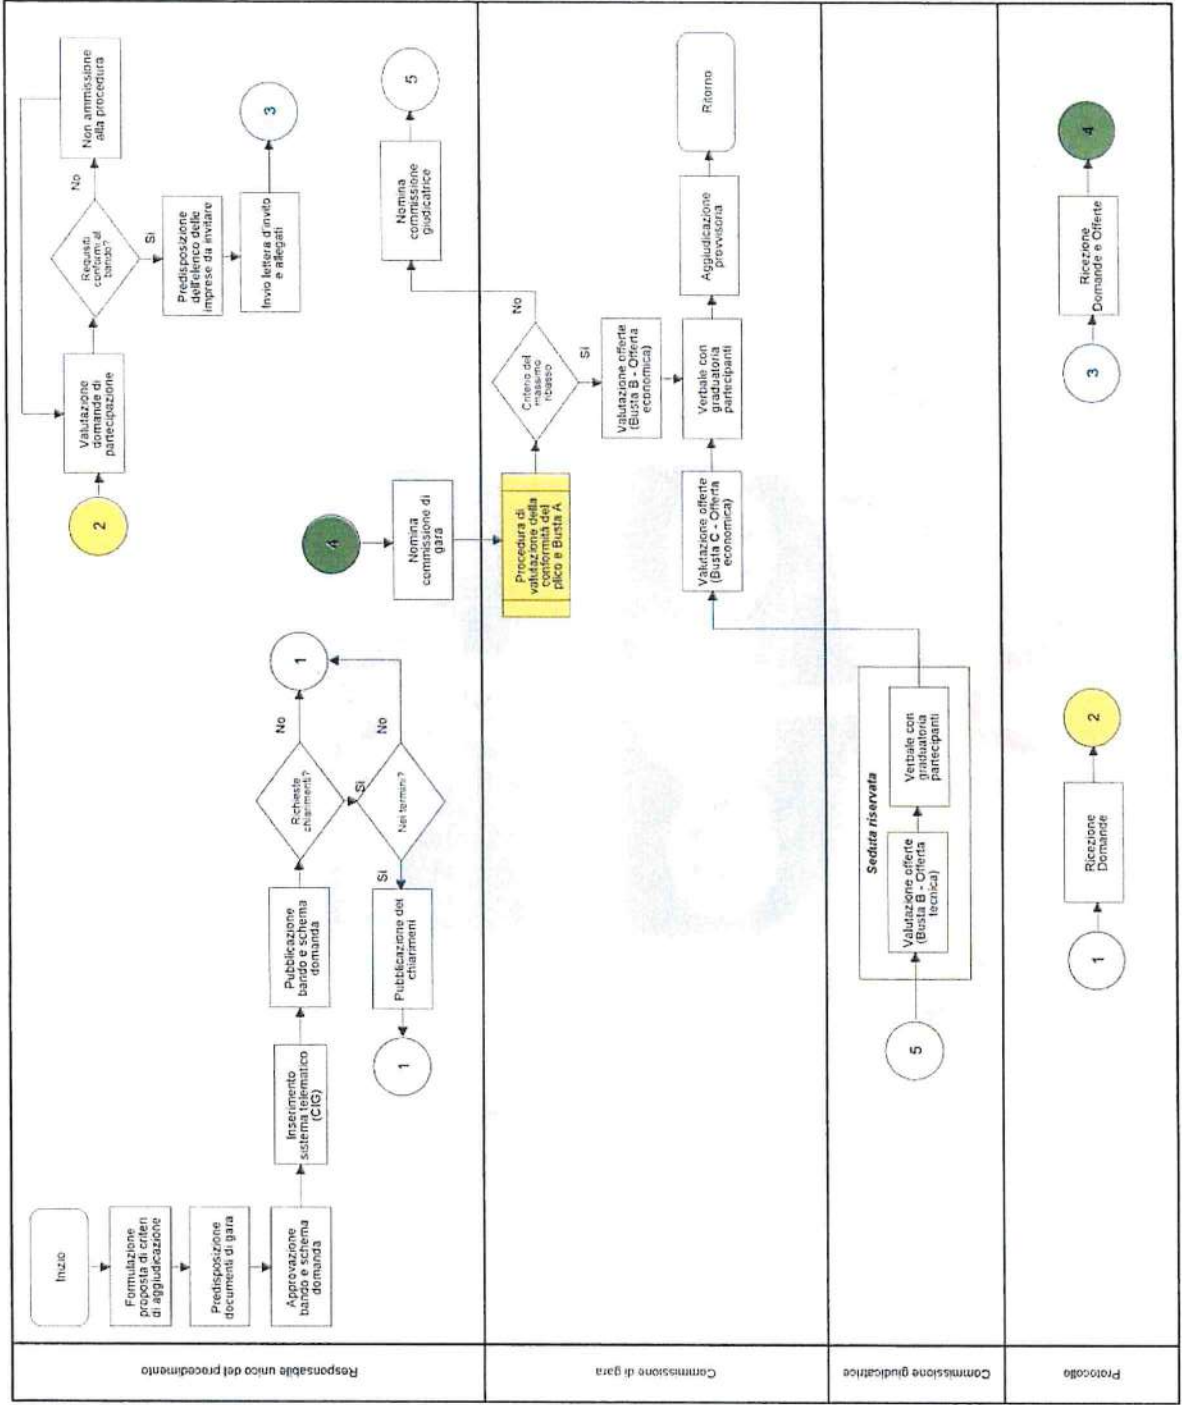 Responsabile unico del procedimento
Inizio
Formulazione
proposta di criteri
di aggiudicazione
Predisposizione
documenti di gara
Approvazione
bando e schema
domanda
Inserimento
sistema telematico
(CIG)
Pubblicazione
bando e schema
domanda
Richieste
chiarimenti?
No
1
Sì
Nei termini?
No
Sì
Pubblicazione dei
chiarimeni
1
2
Valutazione
domande di
partecipazione
Requisiti
conformi al
bando?
No
Non ammissione
alla procedura
Sì
Predisposizione
dell'elenco delle
imprese da invitare
Invio lettera d'invito
e allegati
3
4
Nomina
commissione di
gara
Nomina
commissione
giudicatrice
5
Commissione di gara
Procedura di
valutazione della
conformità del
plico e Busta A
Criterio del
massimo
ribasso
No
Sì
Valutazione offerte
(Busta B - Offerta
economica)
Valutazione offerte
(Busta C - Offerta
economica)
Verbale con
graduatoria
partecipanti
Aggiudicazione
provvisoria
Ritorno
Commissione giudicatrice
5
Seduta riservata
Valutazione offerte
(Busta B - Offerta
tecnica)
Verbale con
graduatoria
partecipanti
Protocollo
1
Ricezione
Domande
2
3
Ricezione
Domande e Offerte
4